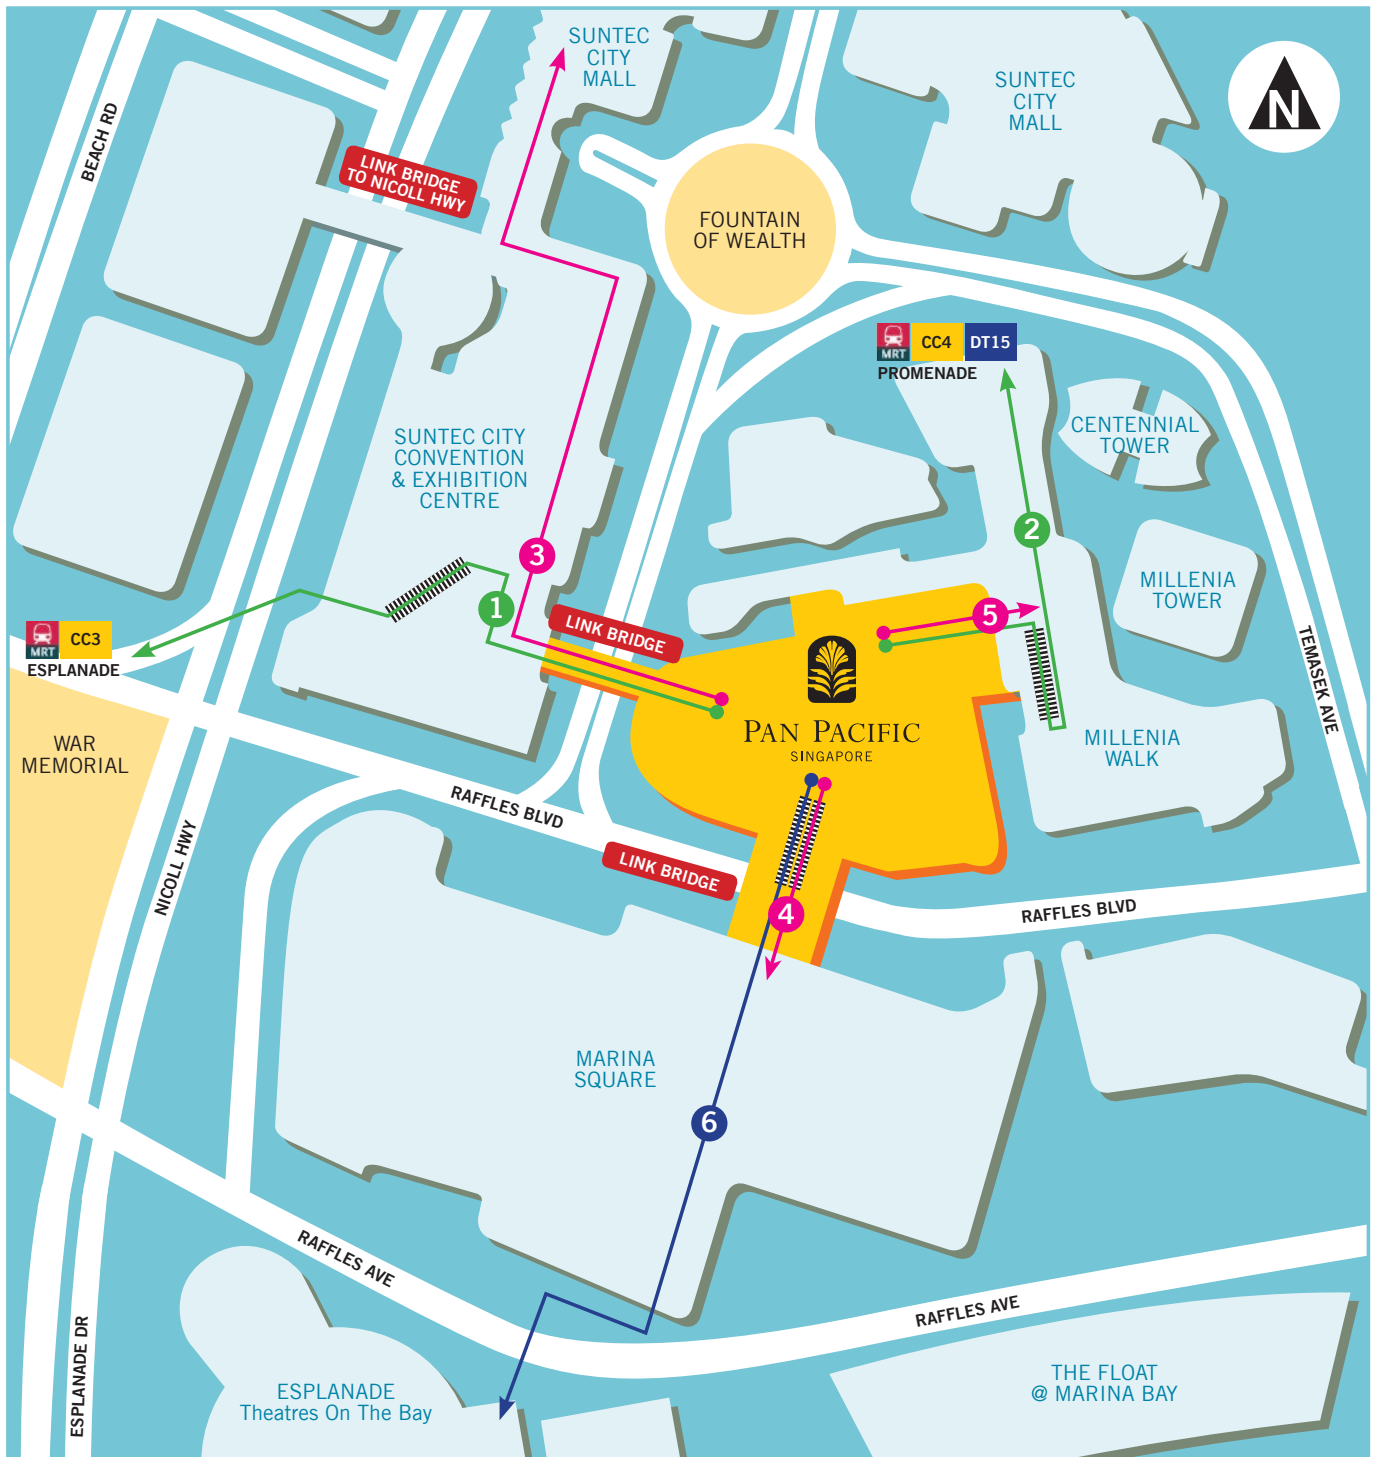 SUNTEC
CITY
MALL
SUNTEC
CITY
MALL
N
BEACH RD
LINK BRIDGE
TO NICOLL HWY
FOUNTAIN
OF WEALTH
MRT
CC4
DT15
PROMENADE
CENTENNIAL
TOWER
SUNTEC CITY
CONVENTION
& EXHIBITION
CENTRE
2
3
MILLENIA
TOWER
1
5
LINK BRIDGE
MRT
CC3
ESPLANADE
TEMASEK AVE
PAN PACIFIC
SINGAPORE
WAR
MEMORIAL
MILLENIA
WALK
RAFFLES BLVD
NICOLL HWY
LINK BRIDGE
4
RAFFLES BLVD
MARINA
SQUARE
6
RAFFLES AVE
RAFFLES AVE
ESPLANADE DR
ESPLANADE
Theatres On The Bay
THE FLOAT
@ MARINA BAY